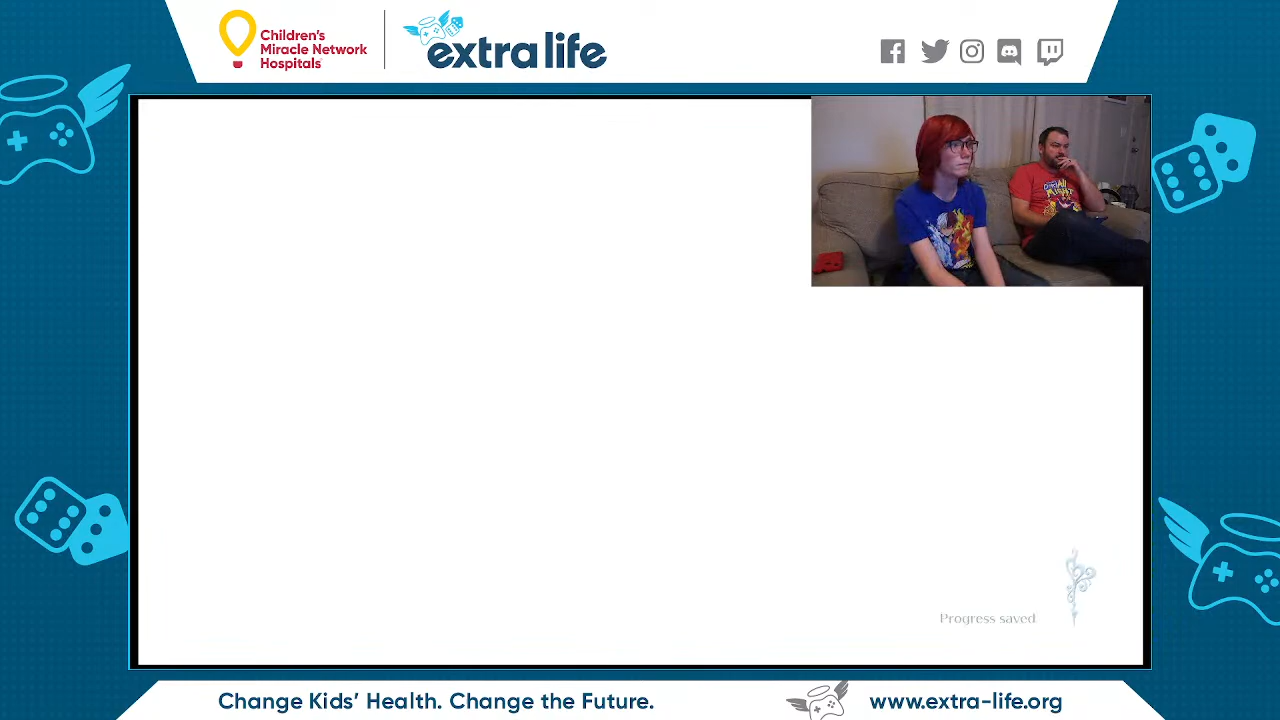 Children's
Miracle Network
Hospitals
extra life
Progress saved
Change Kids' Health. Change the Future.
www.extra-life.org